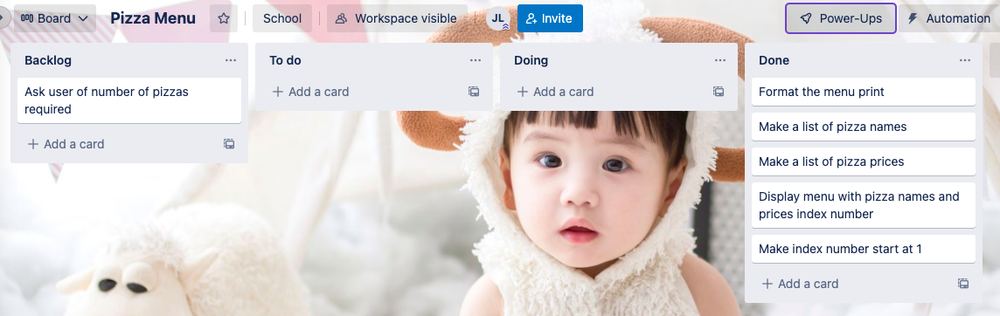 Board
Pizza Menu
School
Workspace visible
JL
Invite
Power-Ups
Automation
Backlog
Ask user of number of pizzas
required
Add a card
To do
Add a card
Doing
Add a card
Done
Format the menu print
Make a list of pizza names
Make a list of pizza prices
Display menu with pizza names and
prices index number
Make index number start at 1
Add a card